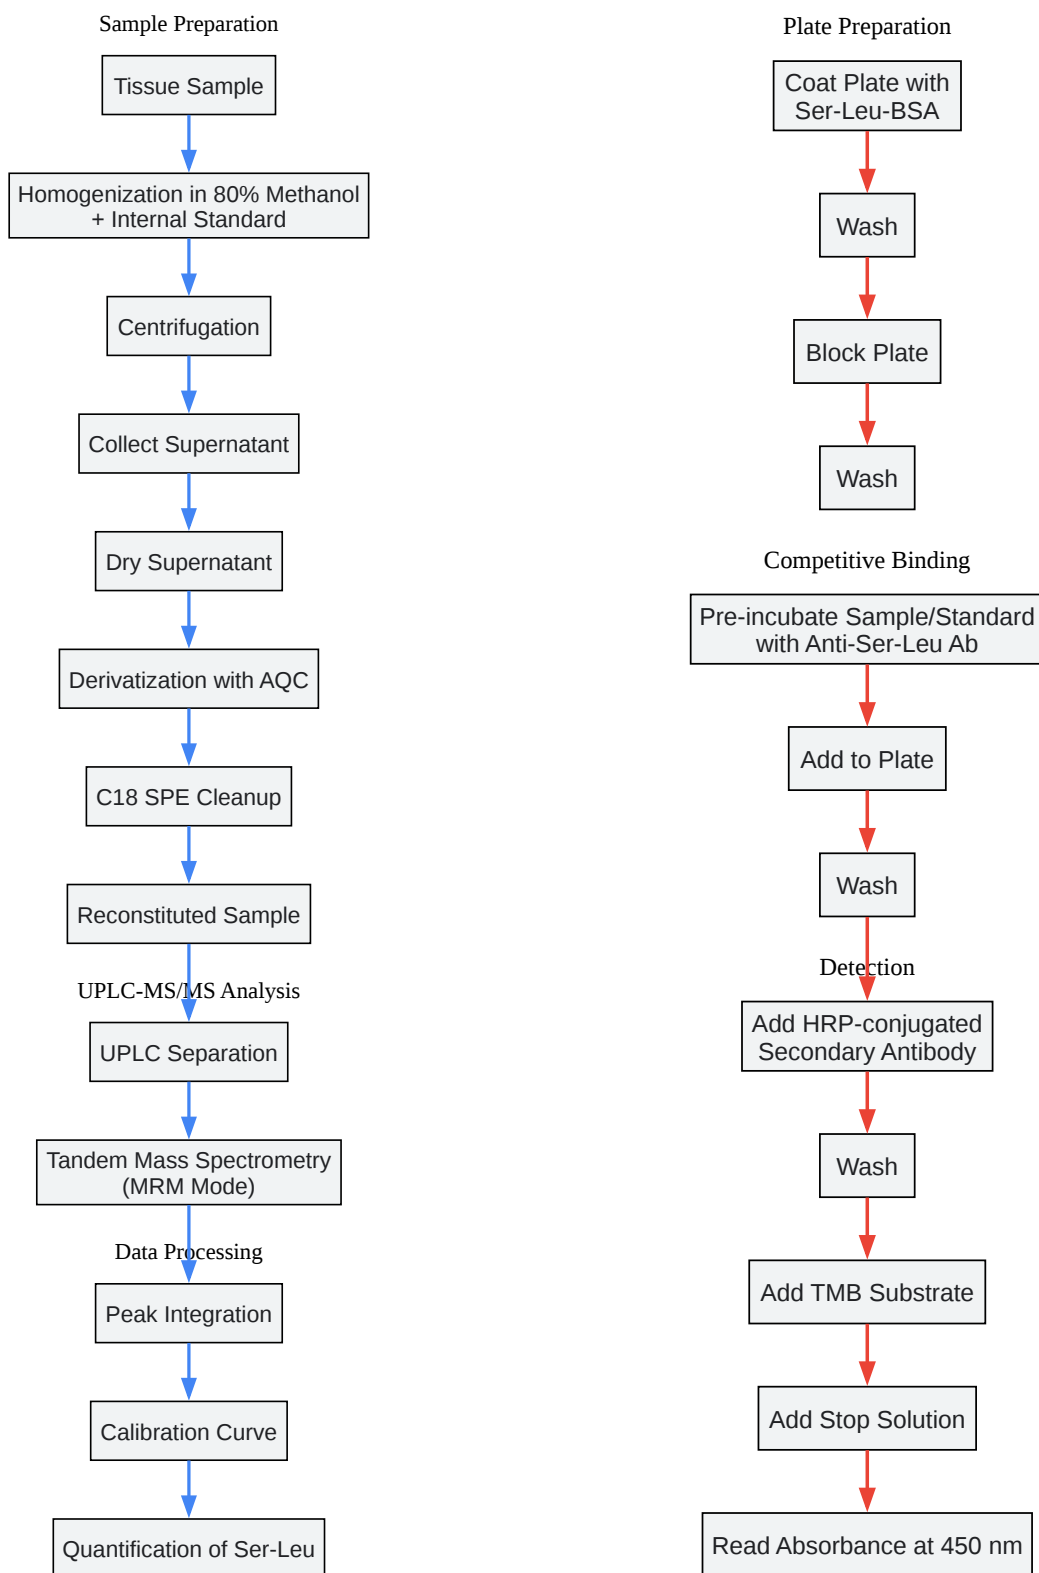 Sample Preparation
Tissue Sample
Homogenization in 80% Methanol
+ Internal Standard
Centrifugation
Collect Supernatant
Dry Supernatant
Derivatization with AQC
C18 SPE Cleanup
Reconstituted Sample
UPLC-MS/MS Analysis
UPLC Separation
Tandem Mass Spectrometry
(MRM Mode)
Data Processing
Peak Integration
Calibration Curve
Quantification of Ser-Leu
Plate Preparation
Coat Plate with
Ser-Leu-BSA
Wash
Block Plate
Wash
Competitive Binding
Pre-incubate Sample/Standard
with Anti-Ser-Leu Ab
Add to Plate
Wash
Detection
Add HRP-conjugated
Secondary Antibody
Wash
Add TMB Substrate
Add Stop Solution
Read Absorbance at 450 nm